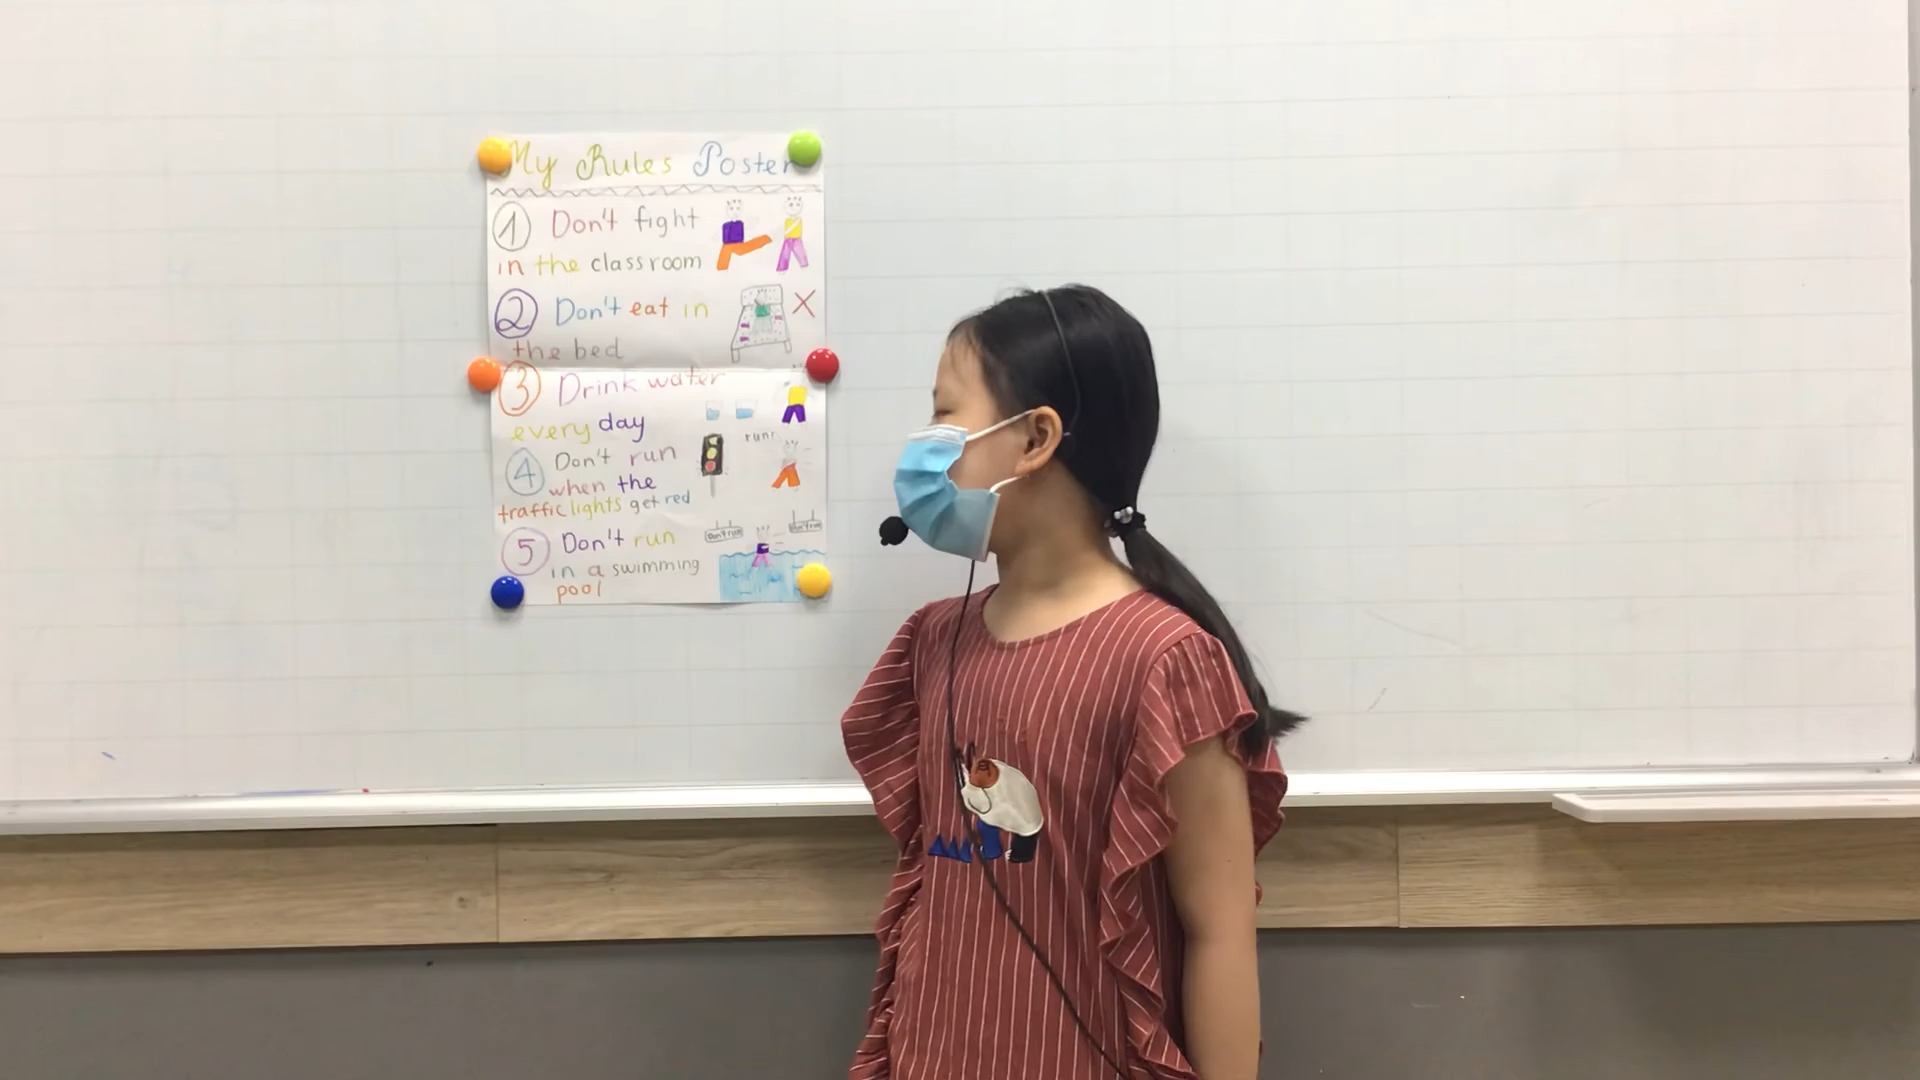 My Rules Poster
1 Don't fight
in the classroom
2 Don't eat in
the bed
3 Drink water
every day
4 Don't run
when the
traffic lights get red
run
5 Don't run
in a swimming
pool
Don't run
Don't run